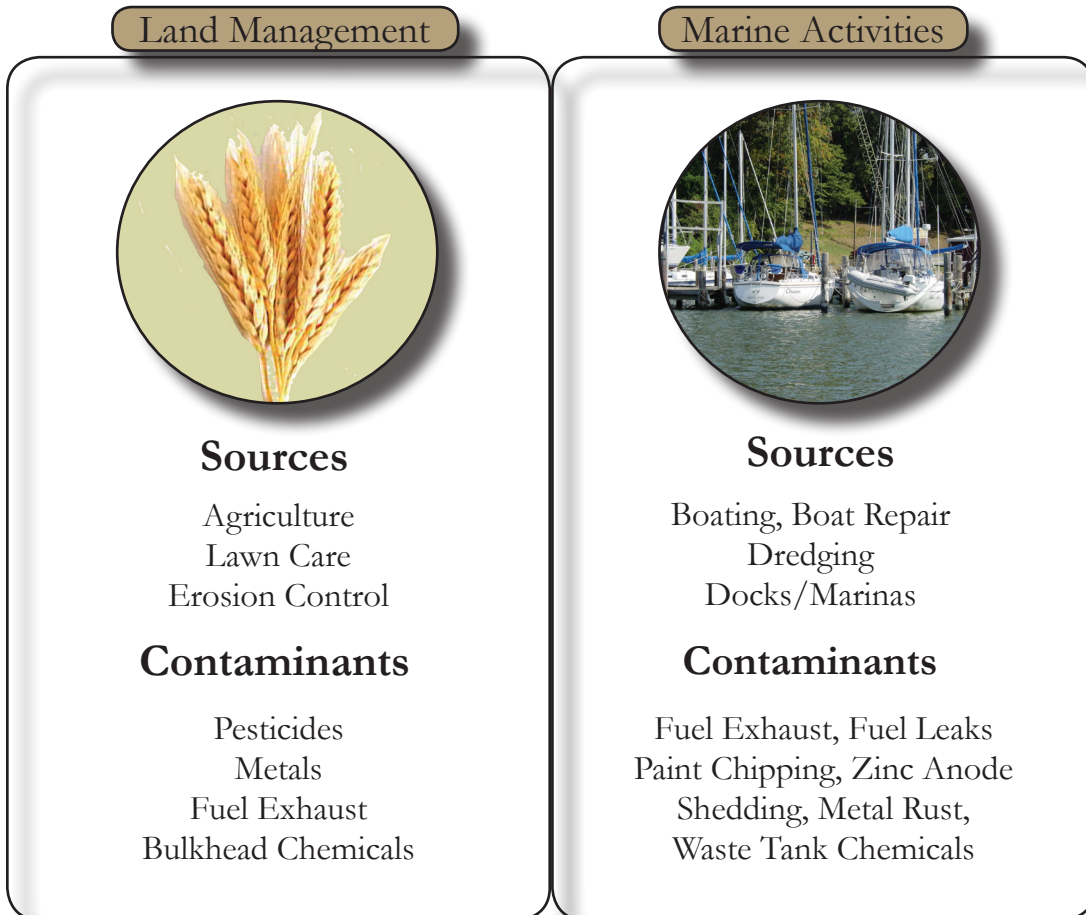 Land Management
Sources
Agriculture
Lawn Care
Erosion Control
Contaminants
Pesticides
Metals
Fuel Exhaust
Bulkhead Chemicals
Marine Activities
Sources
Boating, Boat Repair
Dredging
Docks/Marinas
Contaminants
Fuel Exhaust, Fuel Leaks
Paint Chipping, Zinc Anode
Shedding, Metal Rust,
Waste Tank Chemicals